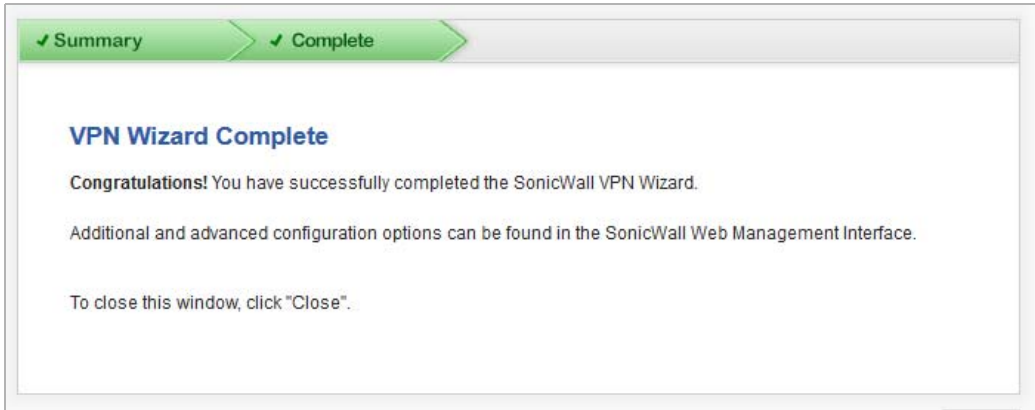 Summary
Complete
VPN Wizard Complete
Congratulations! You have successfully completed the SonicWall VPN Wizard.
Additional and advanced configuration options can be found in the SonicWall Web Management Interface.
To close this window, click "Close".